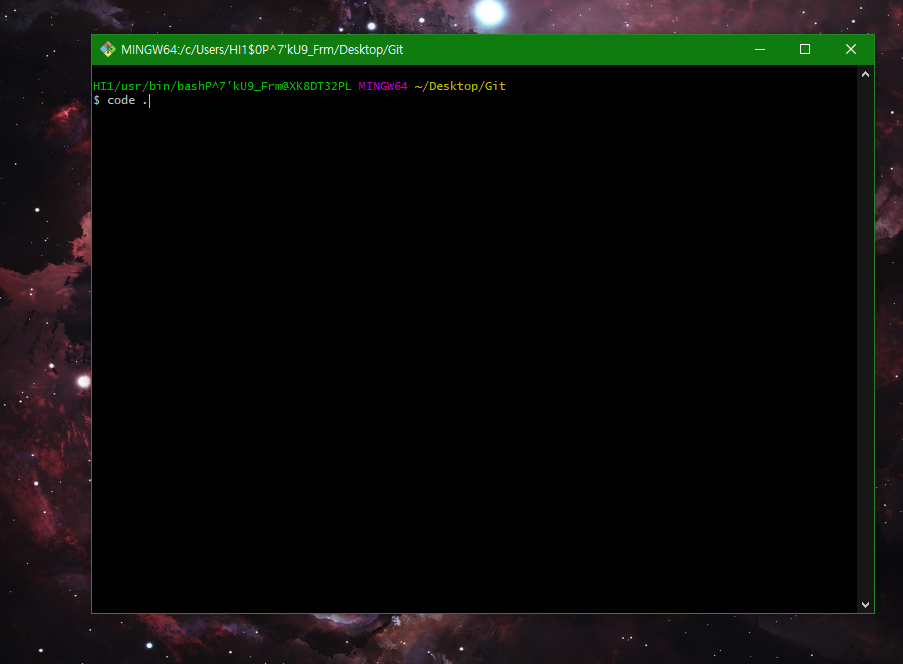 MINGW64:/c/Users/HI1$0P^7'kU9_Frm/Desktop/Git
HI1/usr/bin/bashP^7'kU9_Frm@XK8DT32PL MINGW64 ~/Desktop/Git
$ code .